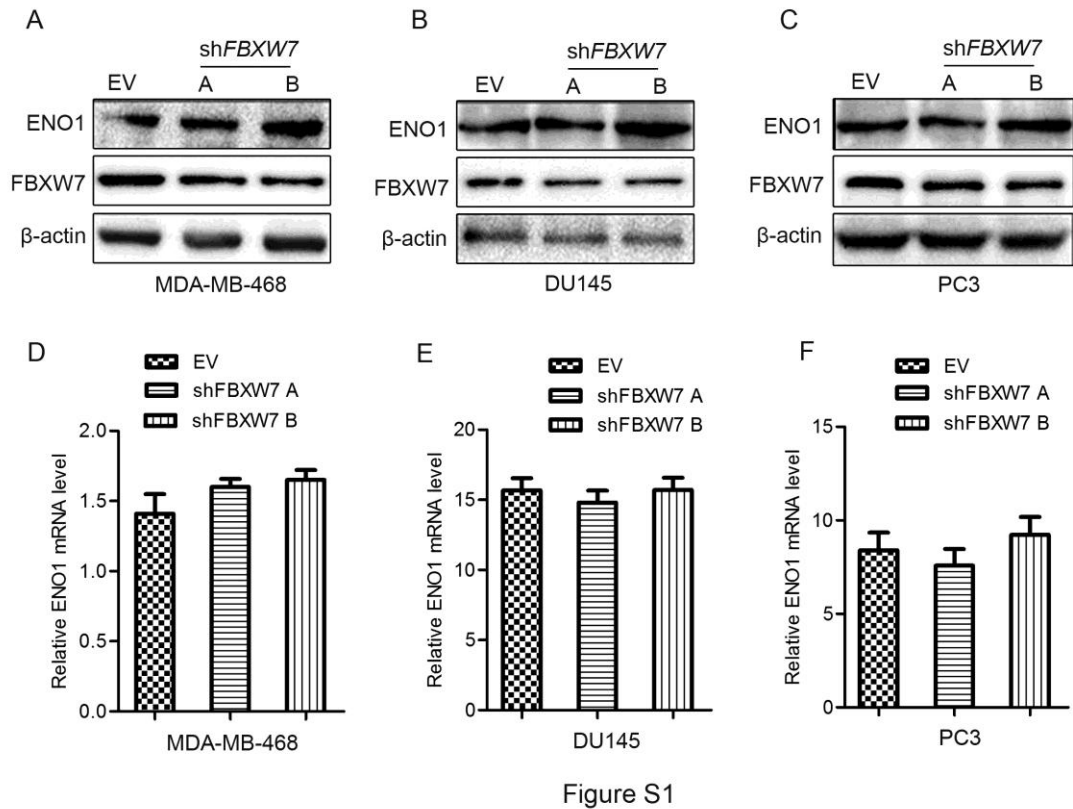 A
shFBXW7
EV A B
ENO1
FBXW7
β-actin
MDA-MB-468
B
shFBXW7
EV A B
ENO1
FBXW7
β-actin
DU145
C
shFBXW7
EV A B
ENO1
FBXW7
β-actin
PC3
D
EV
shFBXW7 A
shFBXW7 B
Relative ENO1 mRNA level
2.0
1.5
1.0
0.5
0.0
MDA-MB-468
E
EV
shFBXW7 A
shFBXW7 B
Relative ENO1 mRNA level
20
15
10
5
0
DU145
F
EV
shFBXW7 A
shFBXW7 B
Relative ENO1 mRNA level
15
10
5
0
PC3
Figure S1